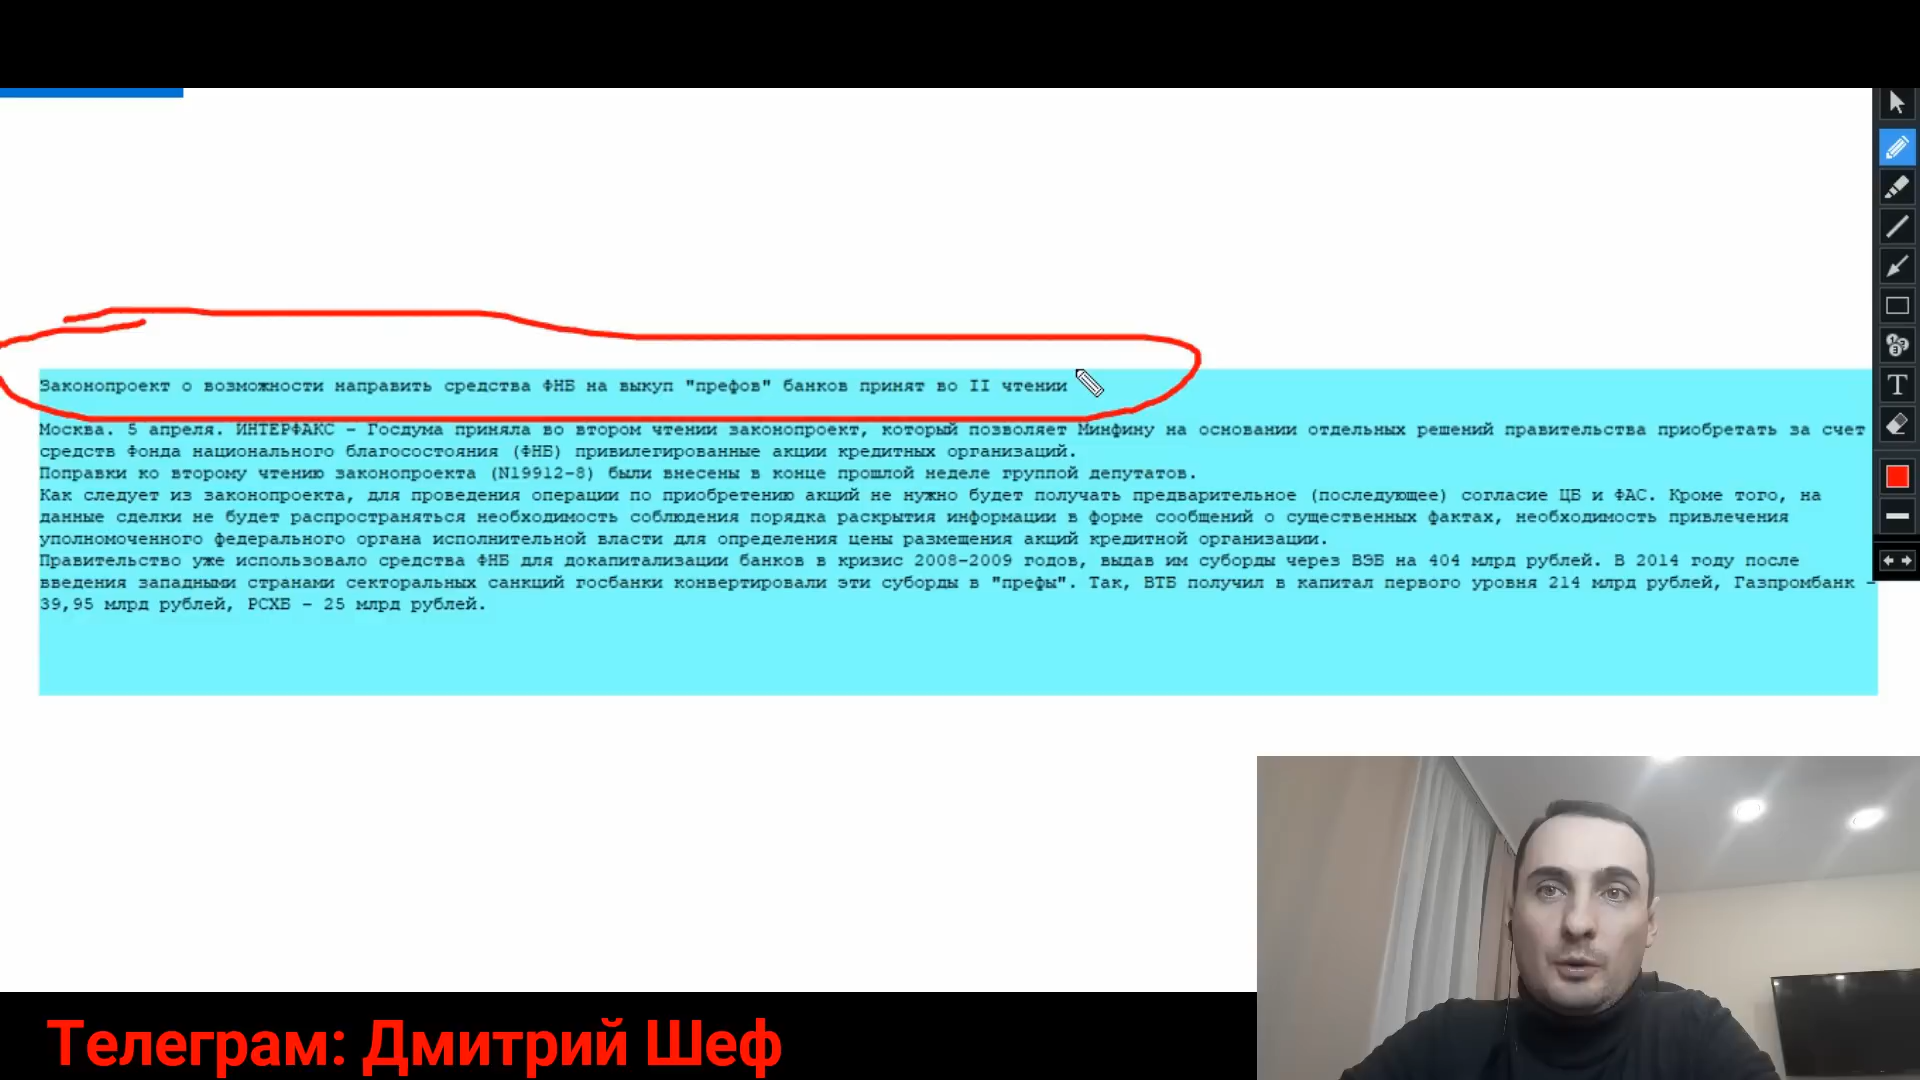 Законопроект о возможности направить средства ФНБ на выкуп "префов" банков принят во II чтении
Москва. 5 апреля. ИНТЕРФАКС - Госдума приняла во втором чтении законопроект, который позволяет Минфину на основании отдельных решений правительства приобретать за счет
средств Фонда национального благосостояния (ФНБ) привилегированные акции кредитных организаций.
Поправки ко второму чтению законопроекта (N19912-8) были внесены в конце прошлой неделе группой депутатов.
Как следует из законопроекта, для проведения операции по приобретению акций не нужно будет получать предварительное (последующее) согласие ЦБ и ФАС. Кроме того, на
данные сделки не будет распространяться необходимость соблюдения порядка раскрытия информации в форме сообщений о существенных фактах, необходимость привлечения
уполномоченного федерального органа исполнительной власти для определения цены размещения акций кредитной организации.
Правительство уже использовало средства ФНБ для докапитализации банков в кризис 2008-2009 годов, выдав им суборды через ВЭБ на 404 млрд рублей. В 2014 году после
введения западными странами секторальных санкций госбанки конвертировали эти суборды в "префы". Так, ВТБ получил в капитал первого уровня 214 млрд рублей, Газпромбанк -
39,95 млрд рублей, РСХБ - 25 млрд рублей.
Телеграм: Дмитрий Шеф